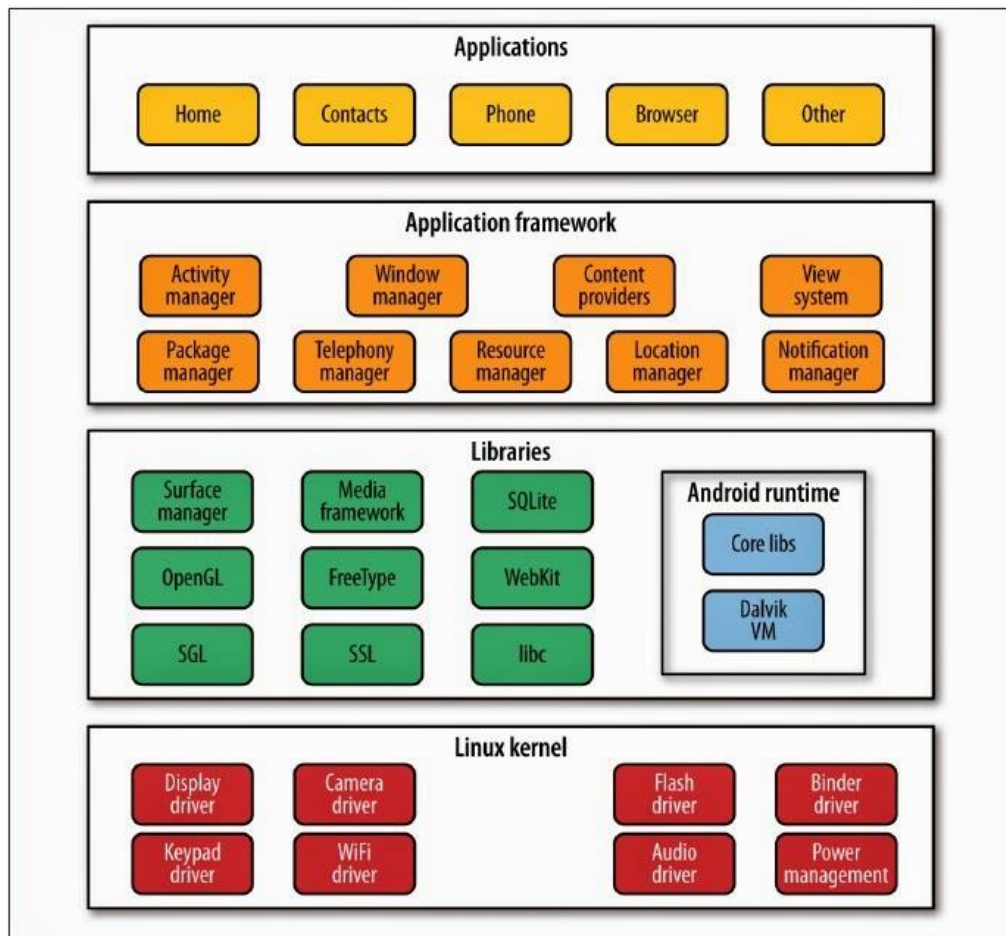 Applications
Home
Contacts
Phone
Browser
Other
Application framework
Activity
manager
Window
manager
Content
providers
View
system
Package
manager
Telephony
manager
Resource
manager
Location
manager
Notification
manager
Libraries
Surface
manager
Media
framework
SQLite
OpenGL
FreeType
WebKit
SGL
SSL
libc
Android runtime
Core libs
Dalvik
VM
Linux kernel
Display
driver
Camera
driver
Flash
driver
Binder
driver
Keypad
driver
WiFi
driver
Audio
driver
Power
management